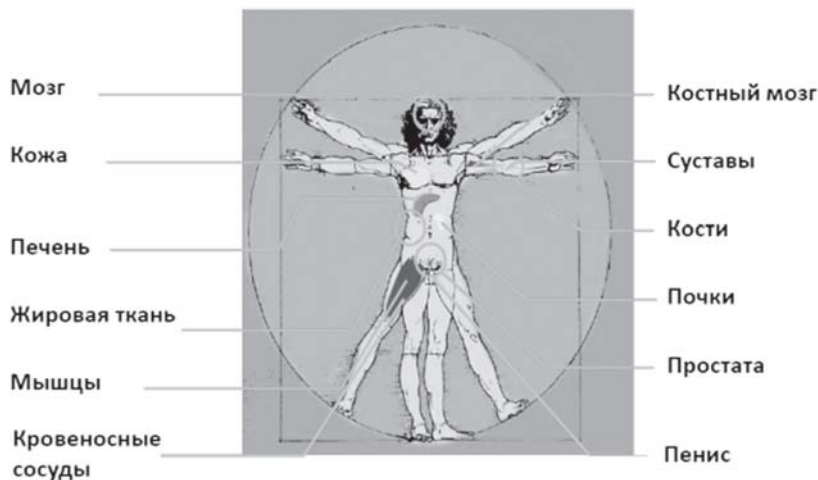 Мозг
Кожа
Печень
Жировая ткань
Мышцы
Кровеносные
сосуды
Костный мозг
Суставы
Кости
Почки
Простата
Пенис